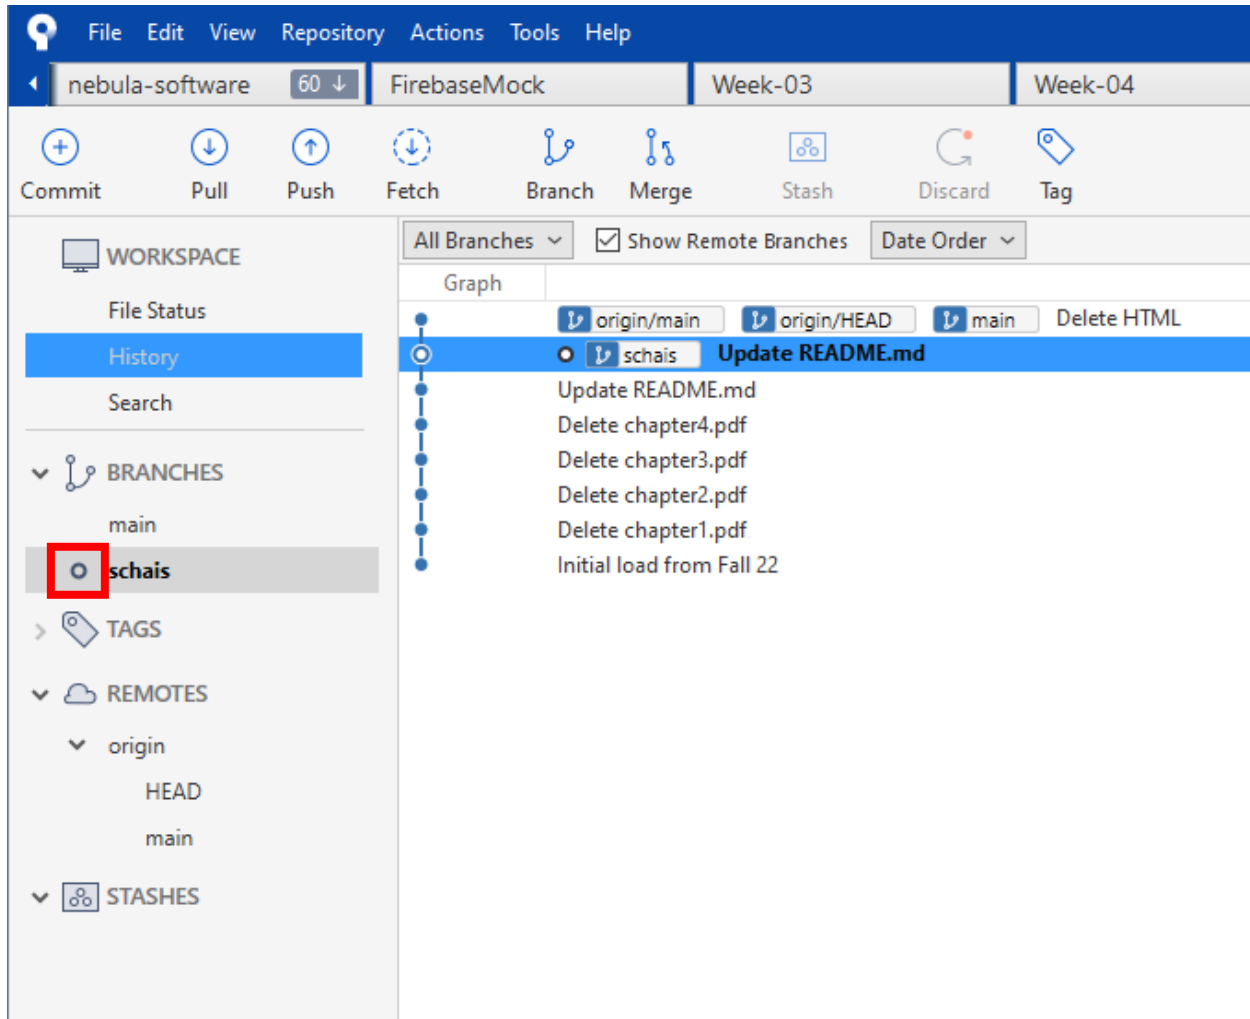 File Edit View Repository Actions Tools Help
nebula-software 60 ↓ FirebaseMock Week-03 Week-04
Commit Pull Push Fetch Branch Merge Stash Discard Tag
WORKSPACE
File Status
History
Search
BRANCHES
main
schais
TAGS
REMOTES
origin
HEAD
main
STASHES
All Branches Show Remote Branches Date Order
Graph
origin/main origin/HEAD main Delete HTML
schais Update README.md
Update README.md
Delete chapter4.pdf
Delete chapter3.pdf
Delete chapter2.pdf
Delete chapter1.pdf
Initial load from Fall 22